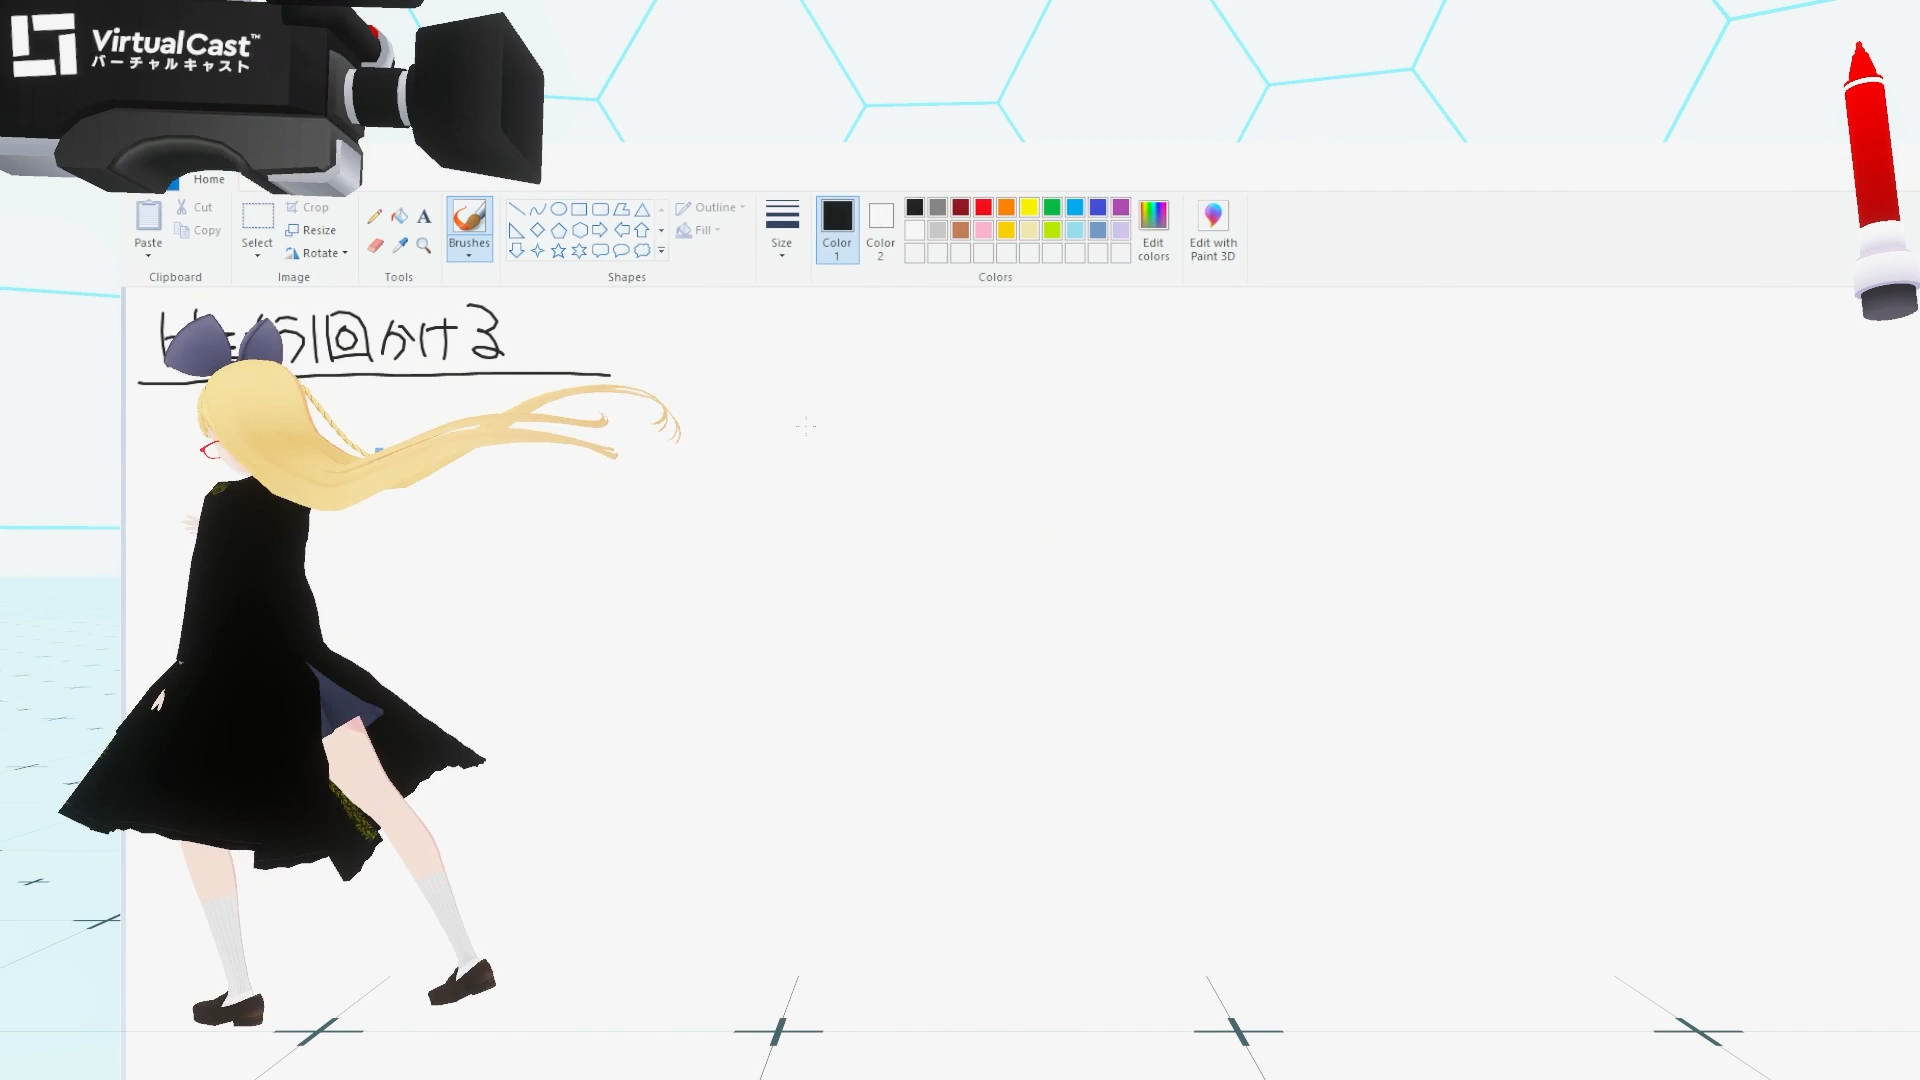 VirtualCast™
バーチャルキャスト
Home
Cut
Copy
Paste
Clipboard
Crop
Resize
Rotate
Select
Image
Tools
Brushes
Outline
Fill
Shapes
Size
Color 1
Color 2
Edit colors
Colors
Edit with Paint 3D
回かける